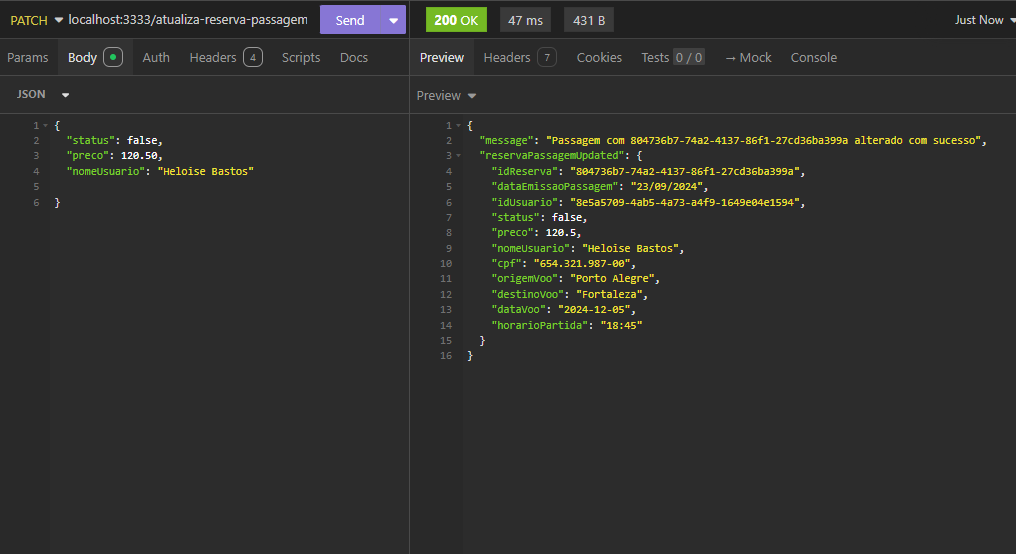 PATCH localhost:3333/atualiza-reserva-passagem Send 200 OK 47 ms 431 B Just Now
Params Body Auth Headers 4 Scripts Docs Preview Headers 7 Cookies Tests 0 / 0 → Mock Console
JSON
1 {
2 "status": false,
3 "preco": 120.50,
4 "nomeUsuario": "Heloise Bastos"
5
6 }
Preview
1 {
2 "message": "Passagem com 804736b7-74a2-4137-86f1-27cd36ba399a alterado com sucesso",
3 "reservaPassagemUpdated": {
4 "idReserva": "804736b7-74a2-4137-86f1-27cd36ba399a",
5 "dataEmissaoPassagem": "23/09/2024",
6 "idUsuario": "8e5a5709-4ab5-4a73-a4f9-1649e04e1594",
7 "status": false,
8 "preco": 120.5,
9 "nomeUsuario": "Heloise Bastos",
10 "cpf": "654.321.987-00",
11 "origemVoo": "Porto Alegre",
12 "destinoVoo": "Fortaleza",
13 "dataVoo": "2024-12-05",
14 "horarioPartida": "18:45"
15 }
16 }